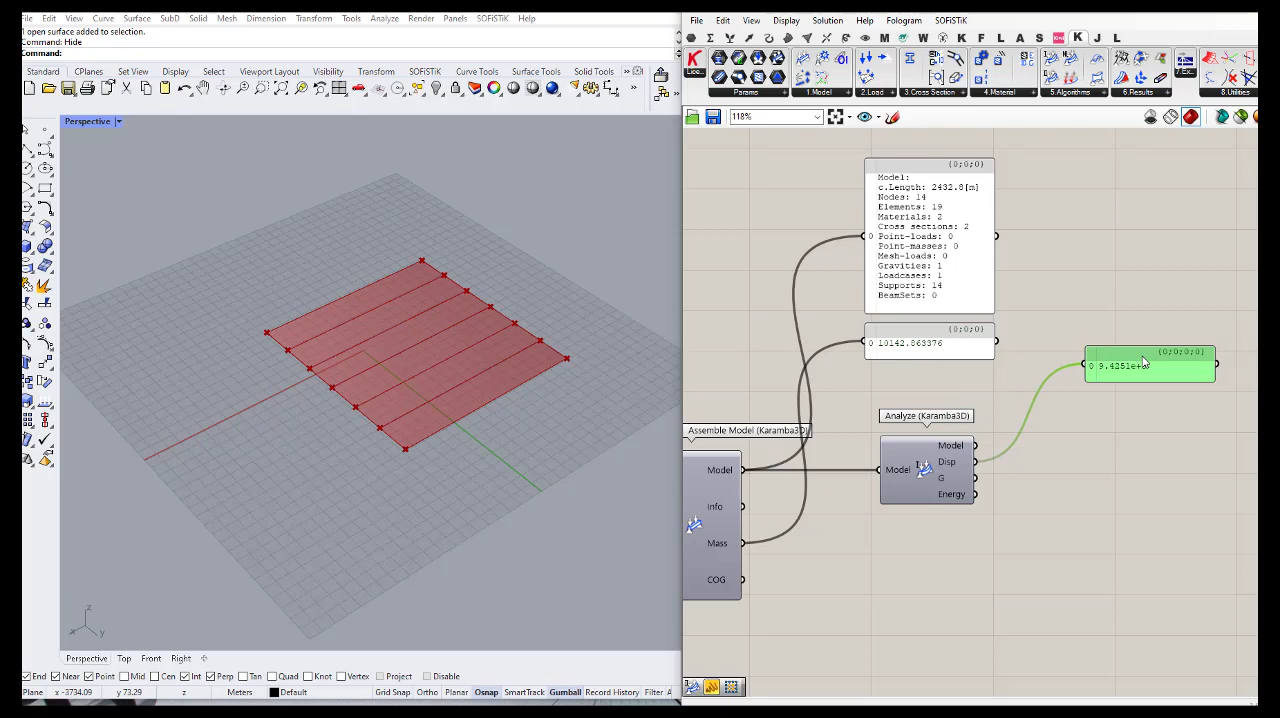 File Edit View Curve Surface SubD Solid Mesh Dimension Transform Tools Analyze Render Panels SOFiSTiK Window Help
1 open surface added to selection.
Command: Hide
Command:
Standard CPlanes Set View Display Select Viewport Layout Visibility Transform SOFiSTiK Curve Tools Surface Tools Solid Tools
Perspective
z
x y
Perspective Top Front Right
End Near Point Mid Cen Int Perp Tan Quad Knot Vertex Project Disable
Plane x -3734.09 y 73.29 z Meters Default Grid Snap Ortho Planar Osnap SmartTrack Gumball Record History Filter
File Edit View Display Solution Help Fologram SOFiSTiK
M W K F L A S K J L
Lice...
Params 1.Model 2.Load 3.Cross Section 4.Material 5.Algorithms 6.Results 7.Ex... 8.Utilities
118%
{0;0;0}
Model:
c.Length: 2432.8[m]
Nodes: 14
Elements: 19
Materials: 2
Cross sections: 2
0 Point-loads: 0
Point-masses: 0
Mesh-loads: 0
Gravities: 1
Loadcases: 1
Supports: 14
BeamSets: 0
{0;0;0}
0 10142.863376
{0;0;0;0}
0 9.4251e+
Analyze (Karamba3D)
Model
Model
Disp
G
Energy
Assemble Model (Karamba3D)
Model
Info
Mass
COG